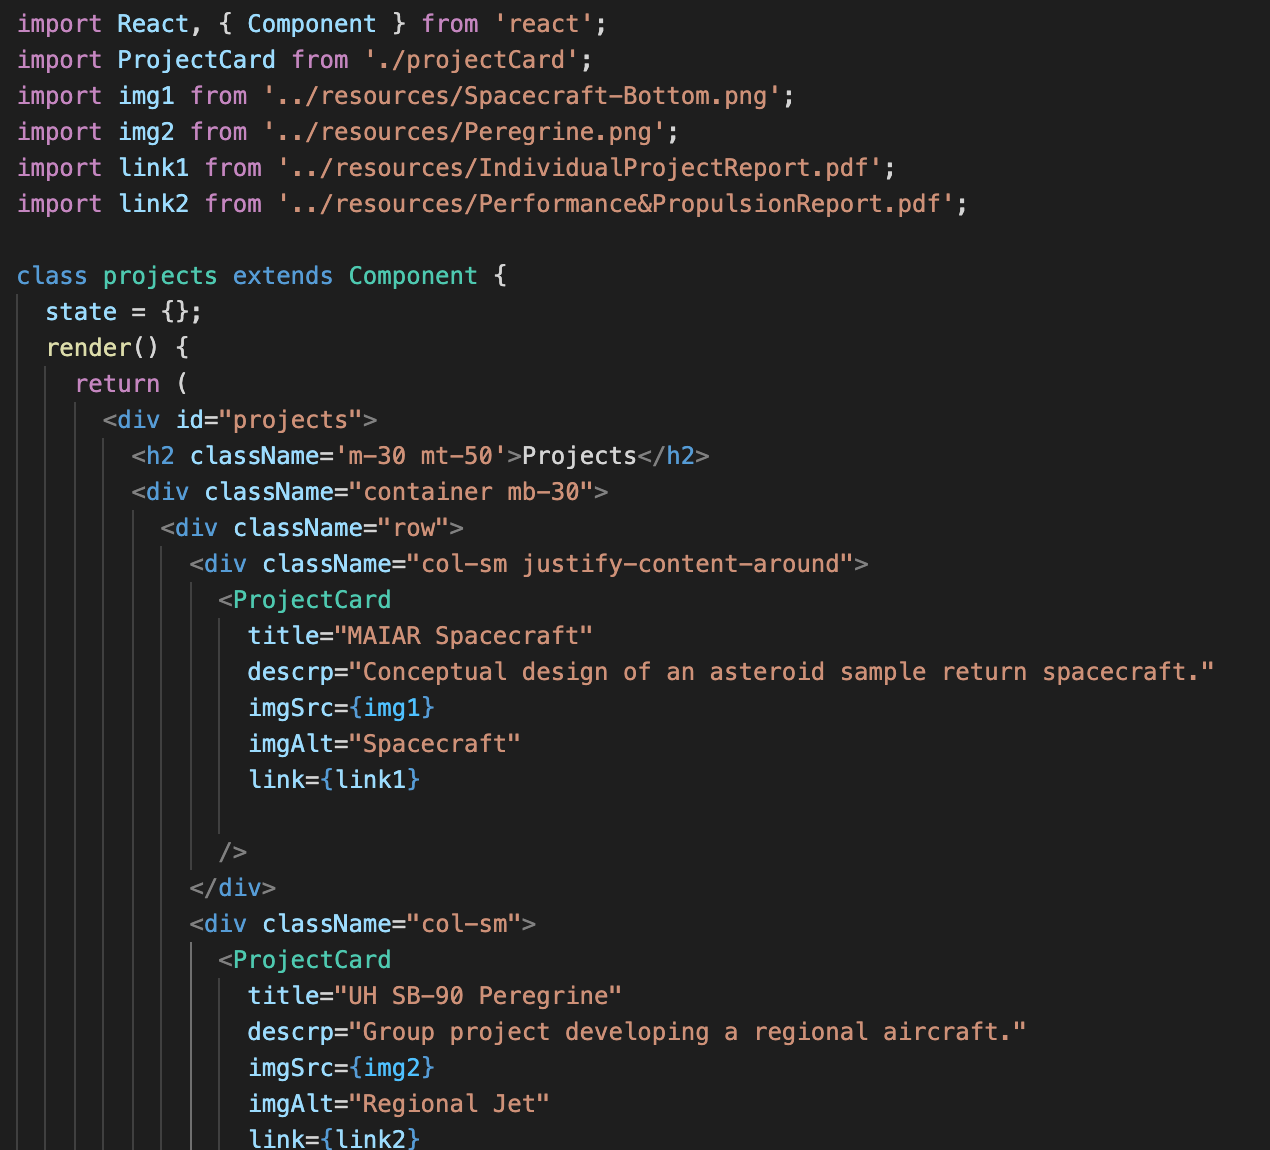 import React, { Component } from 'react';
import ProjectCard from './projectCard';
import img1 from '../resources/Spacecraft-Bottom.png';
import img2 from '../resources/Peregrine.png';
import link1 from '../resources/IndividualProjectReport.pdf';
import link2 from '../resources/Performance&PropulsionReport.pdf';

class projects extends Component {
  state = {};
  render() {
    return (
      <div id="projects">
        <h2 className='m-30 mt-50'>Projects</h2>
        <div className="container mb-30">
          <div className="row">
            <div className="col-sm justify-content-around">
              <ProjectCard
                title="MAIAR Spacecraft"
                descrp="Conceptual design of an asteroid sample return spacecraft."
                imgSrc={img1}
                imgAlt="Spacecraft"
                link={link1}

              />
            </div>
            <div className="col-sm">
              <ProjectCard
                title="UH SB-90 Peregrine"
                descrp="Group project developing a regional aircraft."
                imgSrc={img2}
                imgAlt="Regional Jet"
                link={link2}